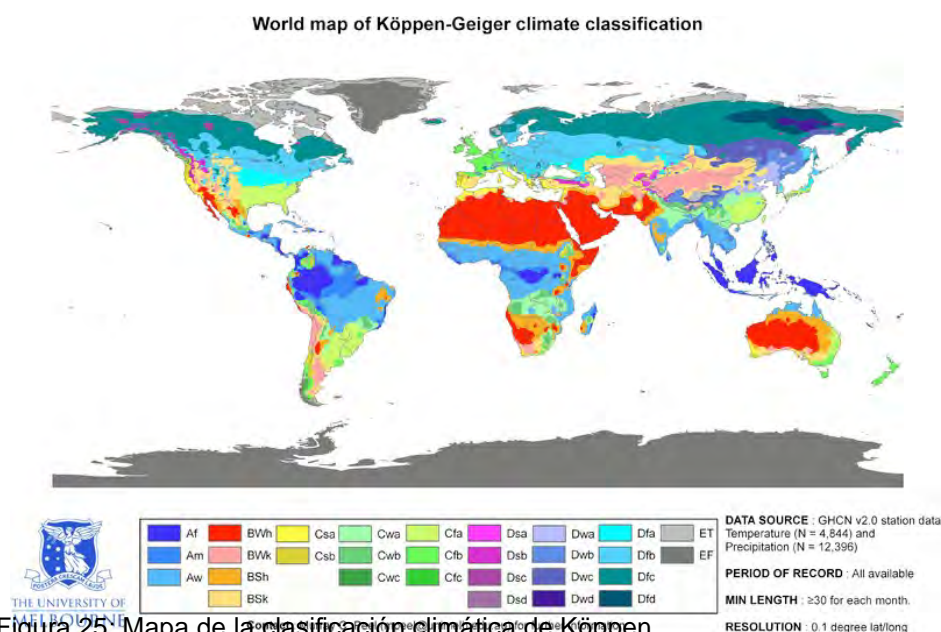 World map of Köppen-Geiger climate classification
Af BWh Csa Cwa Cfa Dsa Dwa Dfa ET
Am BWk Csb Cwb Cfb Dsb Dwb Dfb EF
Aw BSh Cwc Cfc Dsc Dwc Dfc
BSk Dsd Dwd Dfd
DATA SOURCE : GHCN v2.0 station data
Temperature (N = 4,844) and
Precipitation (N = 12,396)
PERIOD OF RECORD : All available
MIN LENGTH : ≥30 for each month.
RESOLUTION : 0.1 degree lat/long
THE UNIVERSITY OF
MELBOURNE
Figura 25: Mapa de la clasificación climática de Köppen